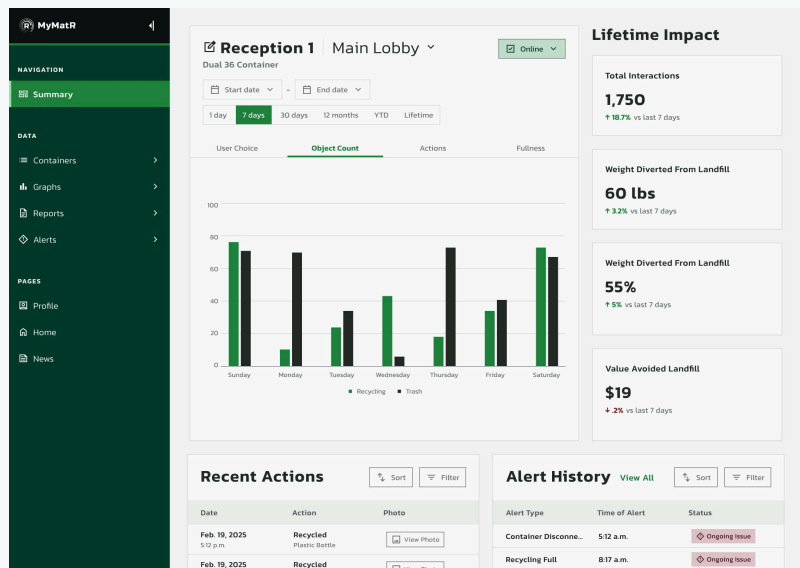 MyMatR
NAVIGATION
Summary
DATA
Containers
Graphs
Reports
Alerts
PAGES
Profile
Home
News
Reception 1 Main Lobby
Online
Dual 36 Container
Start date - End date
1 day 7 days 30 days 12 months YTD Lifetime
User Choice Object Count Actions Fullness
100
80
60
40
20
0
Sunday Monday Tuesday Wednesday Thursday Friday Saturday
Recycling Trash
Lifetime Impact
Total Interactions
1,750
↑ 18.7% vs last 7 days
Weight Diverted From Landfill
60 lbs
↑ 3.2% vs last 7 days
Weight Diverted From Landfill
55%
↑ 5% vs last 7 days
Value Avoided Landfill
$19
↓ .2% vs last 7 days
Recent Actions Sort Filter
Date Action Photo
Feb. 19, 2025 Recycled View Photo
5:12 p.m. Plastic Bottle
Feb. 19, 2025 Recycled
Alert History View All Sort Filter
Alert Type Time of Alert Status
Container Disconne... 5:12 a.m. Ongoing Issue
Recycling Full 8:17 a.m. Ongoing Issue